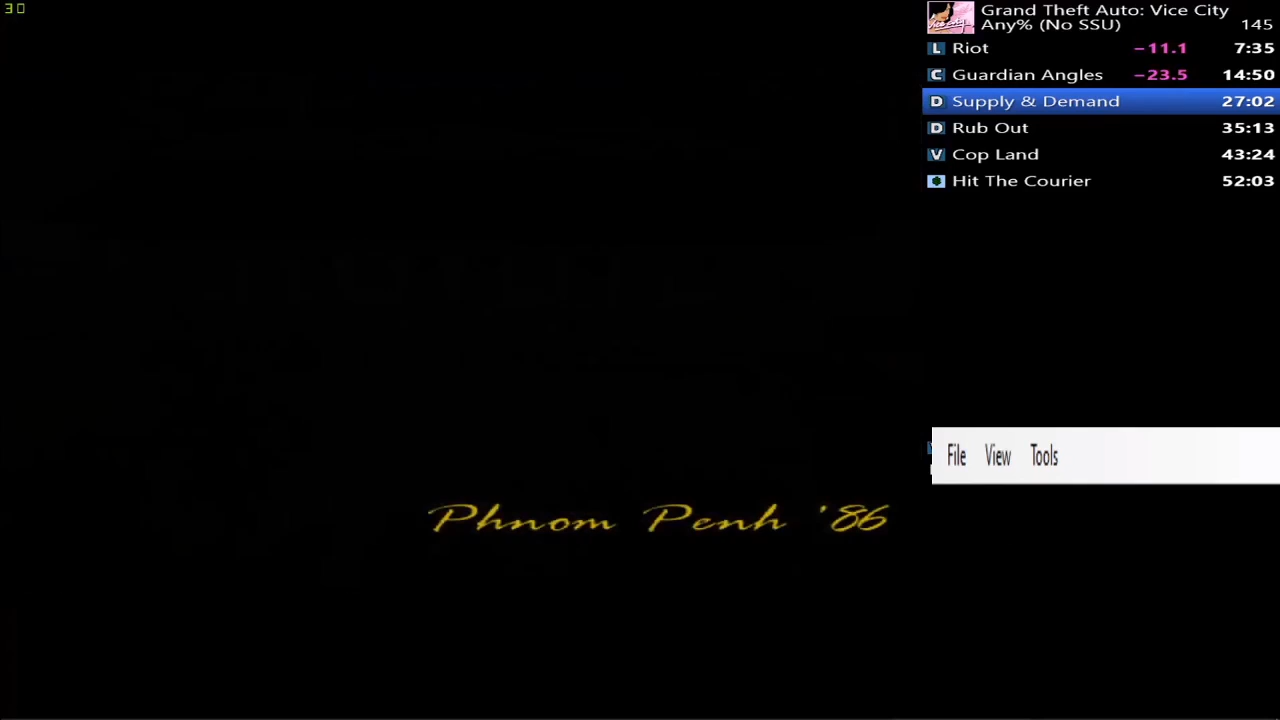 30
Grand Theft Auto: Vice City
Any% (No SSU) 145
L Riot -11.1 7:35
C Guardian Angles -23.5 14:50
D Supply & Demand 27:02
D Rub Out 35:13
V Cop Land 43:24
Hit The Courier 52:03
File View Tools
Phnom Penh '86